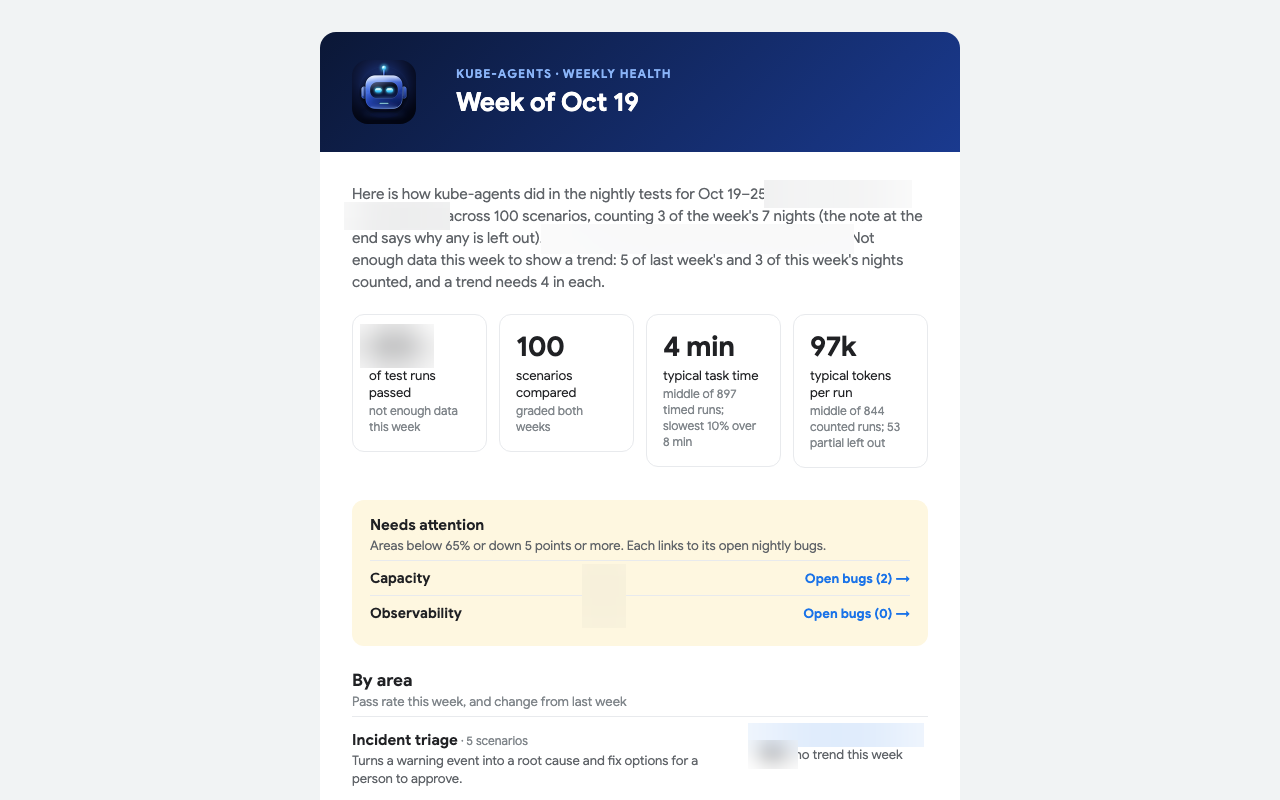 KUBE-AGENTS · WEEKLY HEALTH
Week of Oct 19
Here is how kube-agents did in the nightly tests for Oct 19–25
across 100 scenarios, counting 3 of the week's 7 nights (the note at the
end says why any is left out) Not
enough data this week to show a trend: 5 of last week's and 3 of this week's nights
counted, and a trend needs 4 in each.
of test runs
passed
not enough data
this week
100
scenarios
compared
graded both
weeks
4 min
typical task time
middle of 897
timed runs;
slowest 10% over
8 min
97k
typical tokens
per run
middle of 844
counted runs; 53
partial left out
Needs attention
Areas below 65% or down 5 points or more. Each links to its open nightly bugs.
Capacity Open bugs (2) →
Observability Open bugs (0) →
By area
Pass rate this week, and change from last week
Incident triage · 5 scenarios
Turns a warning event into a root cause and fix options for a
person to approve.
no trend this week